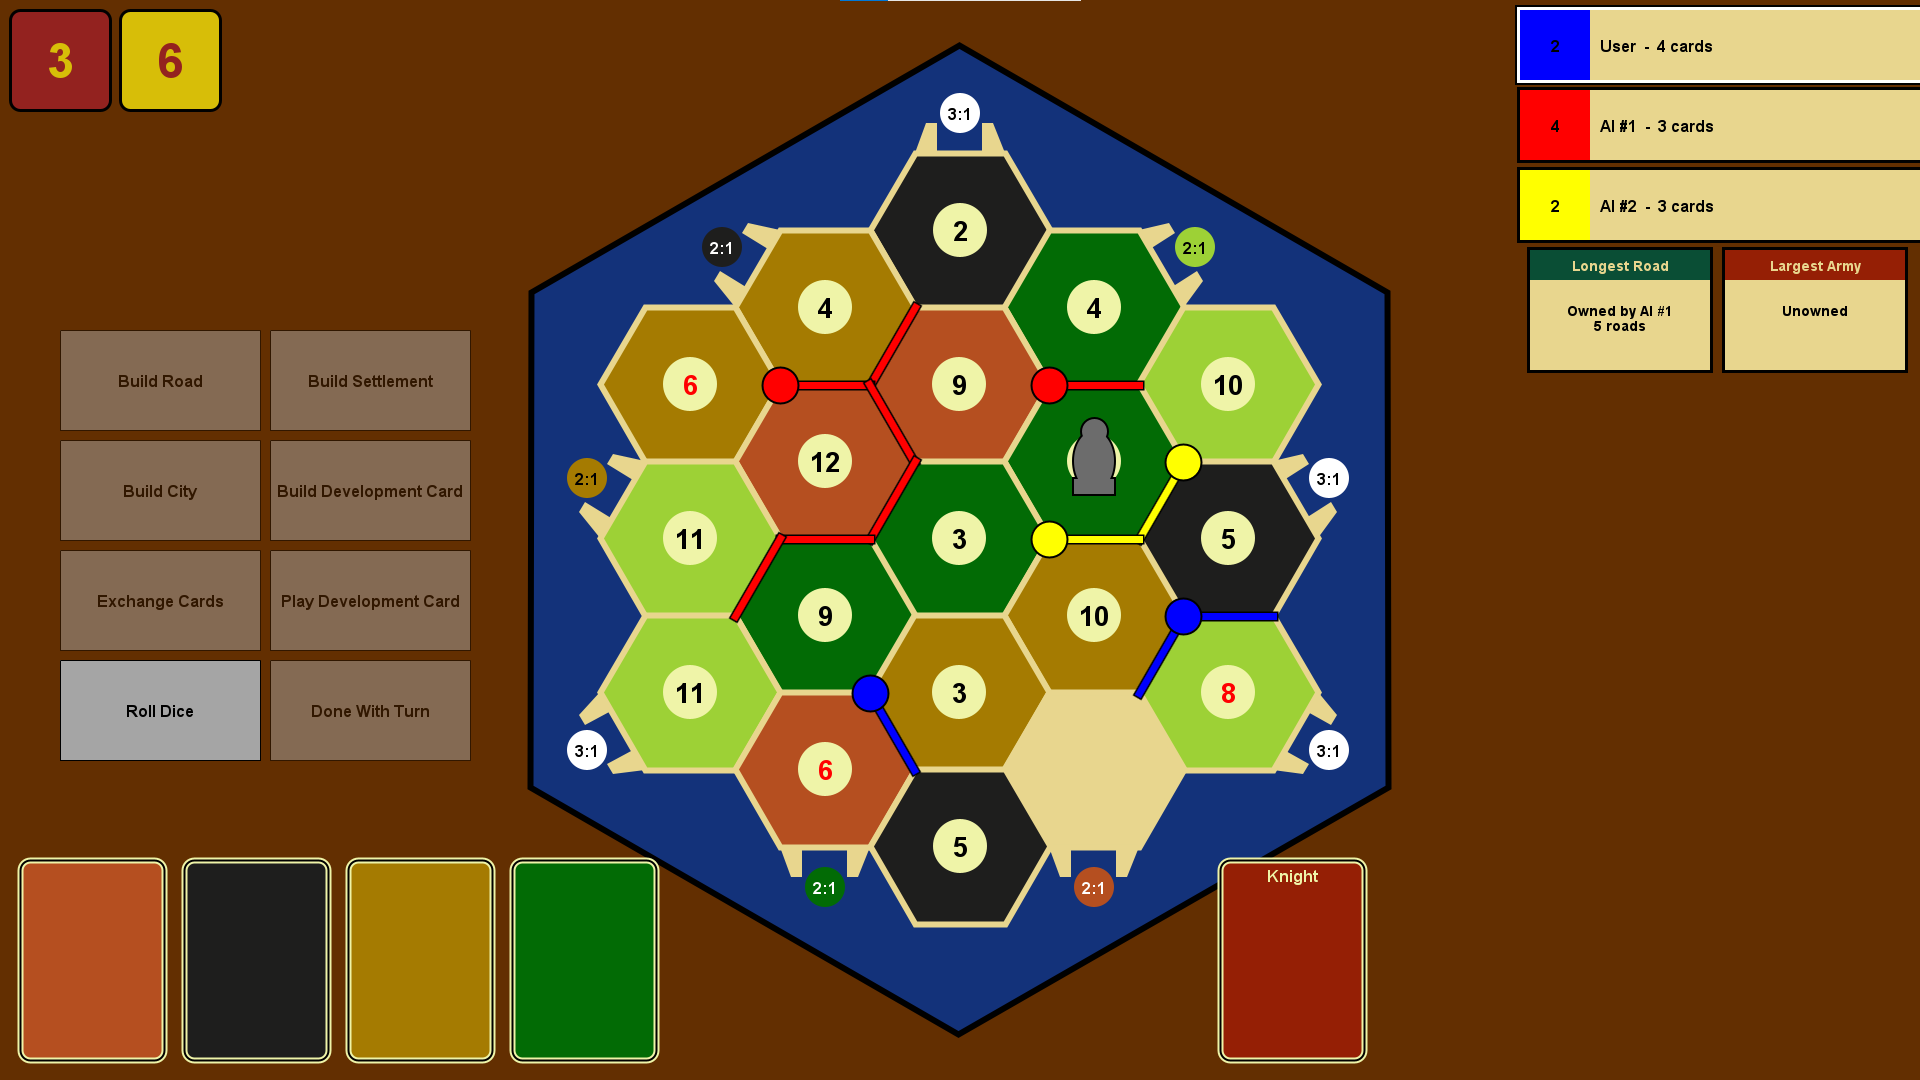 3 6
2 User - 4 cards
4 AI #1 - 3 cards
2 AI #2 - 3 cards
Longest Road
Owned by AI #1
5 roads
Largest Army
Unowned
3:1
2:1
2
2:1
4
4
6
9
10
12
2:1
3:1
11
3
5
9
10
11
3
8
3:1
6
3:1
5
2:1
2:1
Build Road
Build Settlement
Build City
Build Development Card
Exchange Cards
Play Development Card
Roll Dice
Done With Turn
Knight